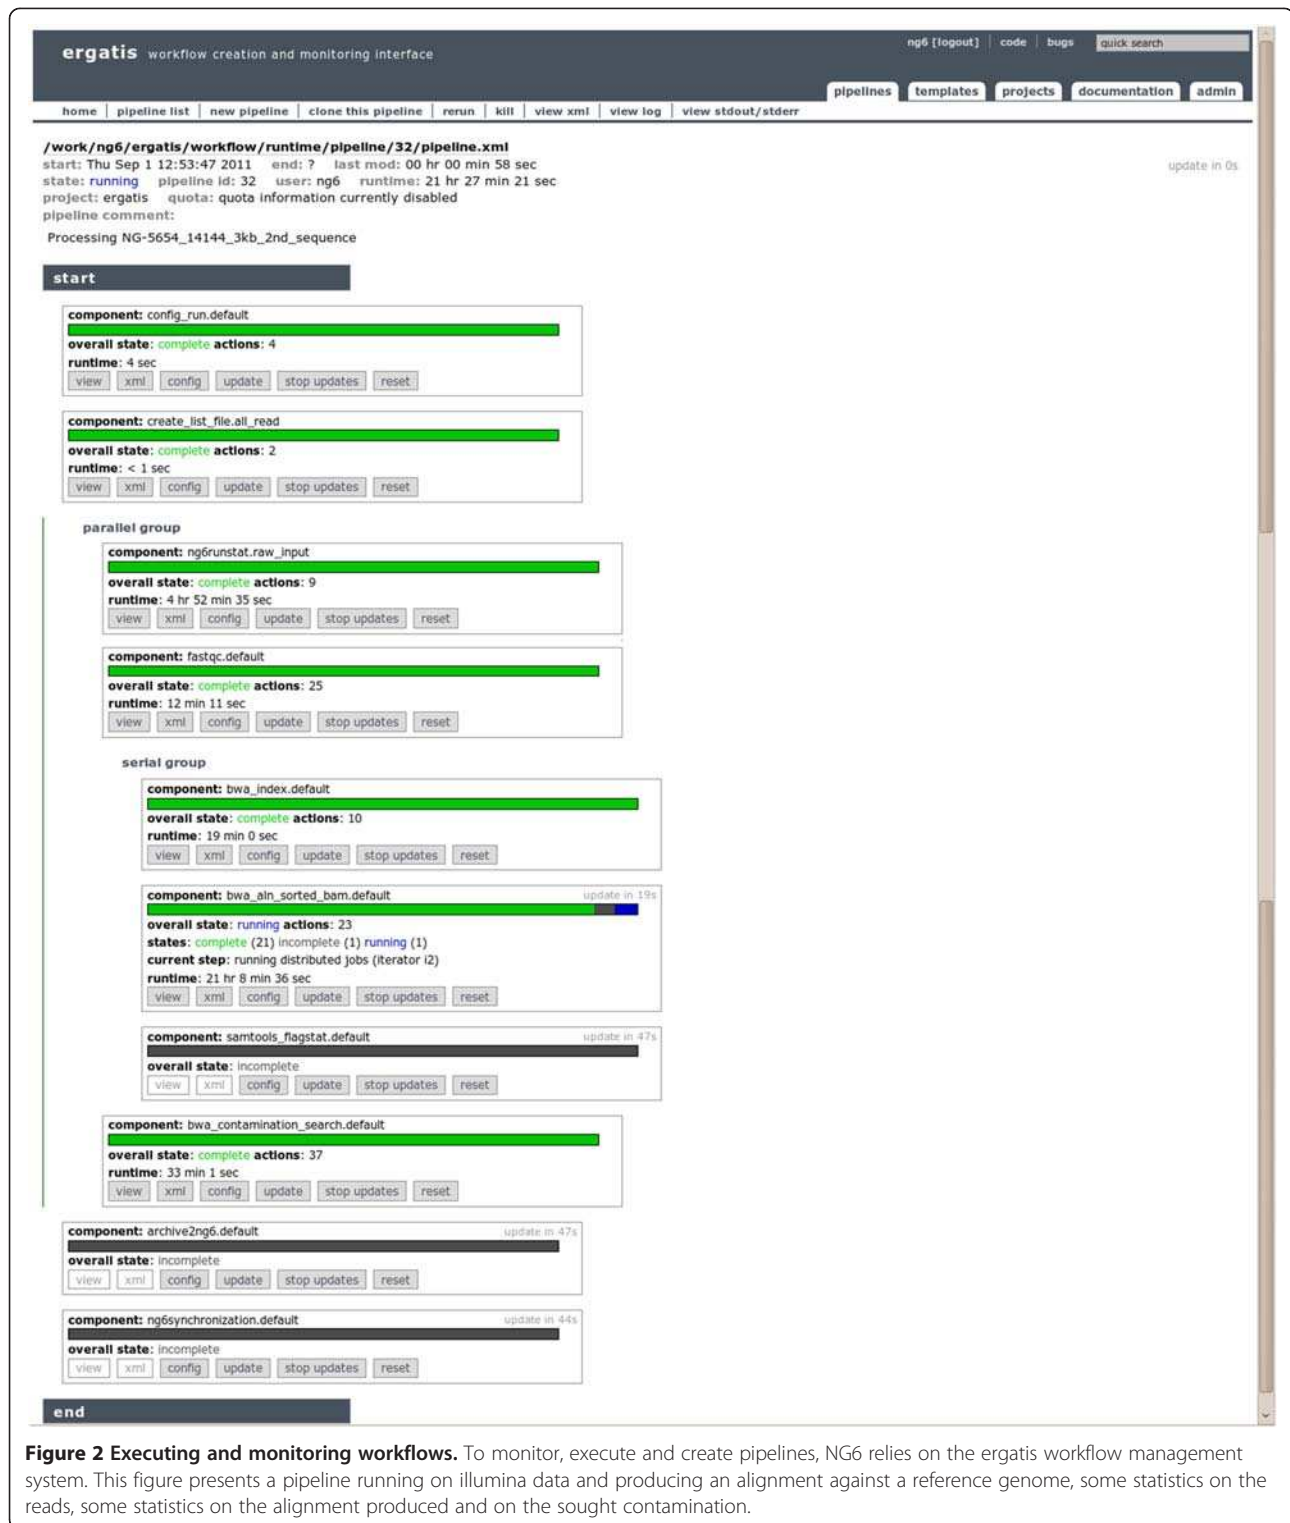 ergatis workflow creation and monitoring interface
ng6 [logout] | code | bugs
quick search
pipelines
templates
projects
documentation
admin
home | pipeline list | new pipeline | clone this pipeline | rerun | kill | view xml | view log | view stdout/stderr
/work/ng6/ergatis/workflow/runtime/pipeline/32/pipeline.xml
start: Thu Sep 1 12:53:47 2011 end: ? last mod: 00 hr 00 min 58 sec
update in 0s
state: running pipeline id: 32 user: ng6 runtime: 21 hr 27 min 21 sec
project: ergatis quota: quota information currently disabled
pipeline comment:
Processing NG-5654_14144_3kb_2nd_sequence
start
component: config_run.default
overall state: complete actions: 4
runtime: 4 sec
view xml config update stop updates reset
component: create_list_file.all_read
overall state: complete actions: 2
runtime: < 1 sec
view xml config update stop updates reset
parallel group
component: ng6runstat.raw_input
overall state: complete actions: 9
runtime: 4 hr 52 min 35 sec
view xml config update stop updates reset
component: fastqc.default
overall state: complete actions: 25
runtime: 12 min 11 sec
view xml config update stop updates reset
serial group
component: bwa_index.default
overall state: complete actions: 10
runtime: 19 min 0 sec
view xml config update stop updates reset
component: bwa_aln_sorted_bam.default
update in 19s
overall state: running actions: 23
states: complete (21) incomplete (1) running (1)
current step: running distributed jobs (iterator i2)
runtime: 21 hr 8 min 36 sec
view xml config update stop updates reset
component: samtools_flagstat.default
update in 47s
overall state: incomplete
view xml config update stop updates reset
component: bwa_contamination_search.default
overall state: complete actions: 37
runtime: 33 min 1 sec
view xml config update stop updates reset
component: archive2ng6.default
update in 47s
overall state: incomplete
view xml config update stop updates reset
component: ng6synchronization.default
update in 44s
overall state: incomplete
view xml config update stop updates reset
end
Figure 2 Executing and monitoring workflows. To monitor, execute and create pipelines, NG6 relies on the ergatis workflow management
system. This figure presents a pipeline running on illumina data and producing an alignment against a reference genome, some statistics on the
reads, some statistics on the alignment produced and on the sought contamination.